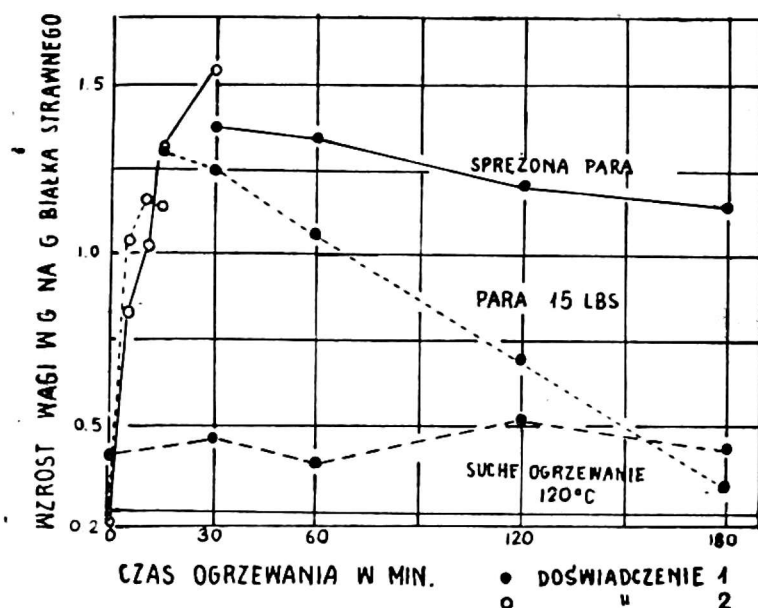 WZROST WAGI W G NA G BIAŁKA STRAWNEGO
1.5
1.0
0.5
0 2
SPRĘŻONA PARA
PARA 15 LBS
SUCHE OGRZEWANIE
120°C
0 30 60 120 180
CZAS OGRZEWANIA W MIN.
● DOŚWIADCZENIE 1
○ " 2